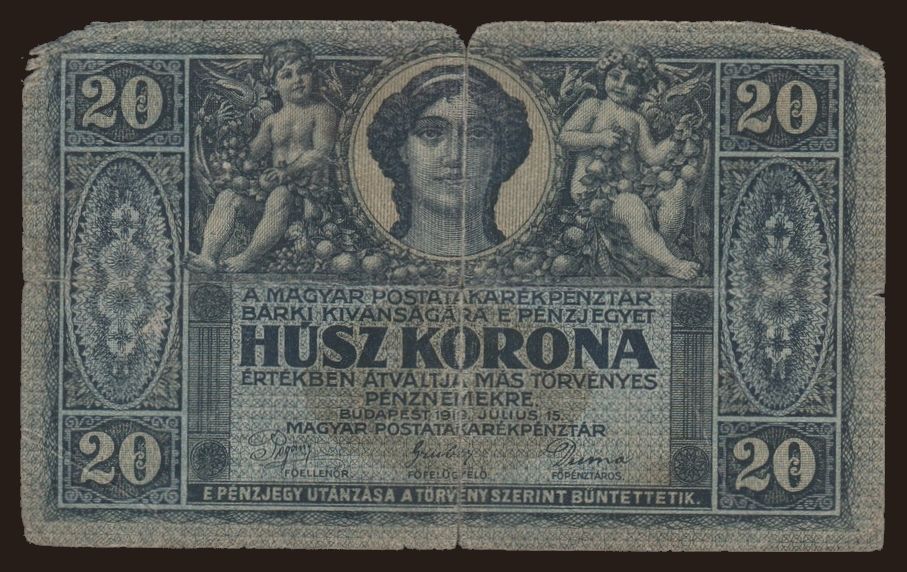 20 20
A MAGYAR POSTATAKARÉKPÉNZTÁR
BÁRKI KIVÁNSÁGÁRA E PÉNZJEGYET
HÚSZ KORONA
ÉRTÉKBEN ÁTVÁLTJA MÁS TÖRVÉNYES
PÉNZNEMEKRE.
BUDAPEST 1919. JULIUS 15.
MAGYAR POSTATAKARÉKPÉNZTÁR
FŐELLENŐR. FŐFELÜGYELŐ. FŐPÉNZTÁROS.
20 20
E PÉNZJEGY UTÁNZÁSA A TÖRVÉNY SZERINT BÜNTETTETIK.